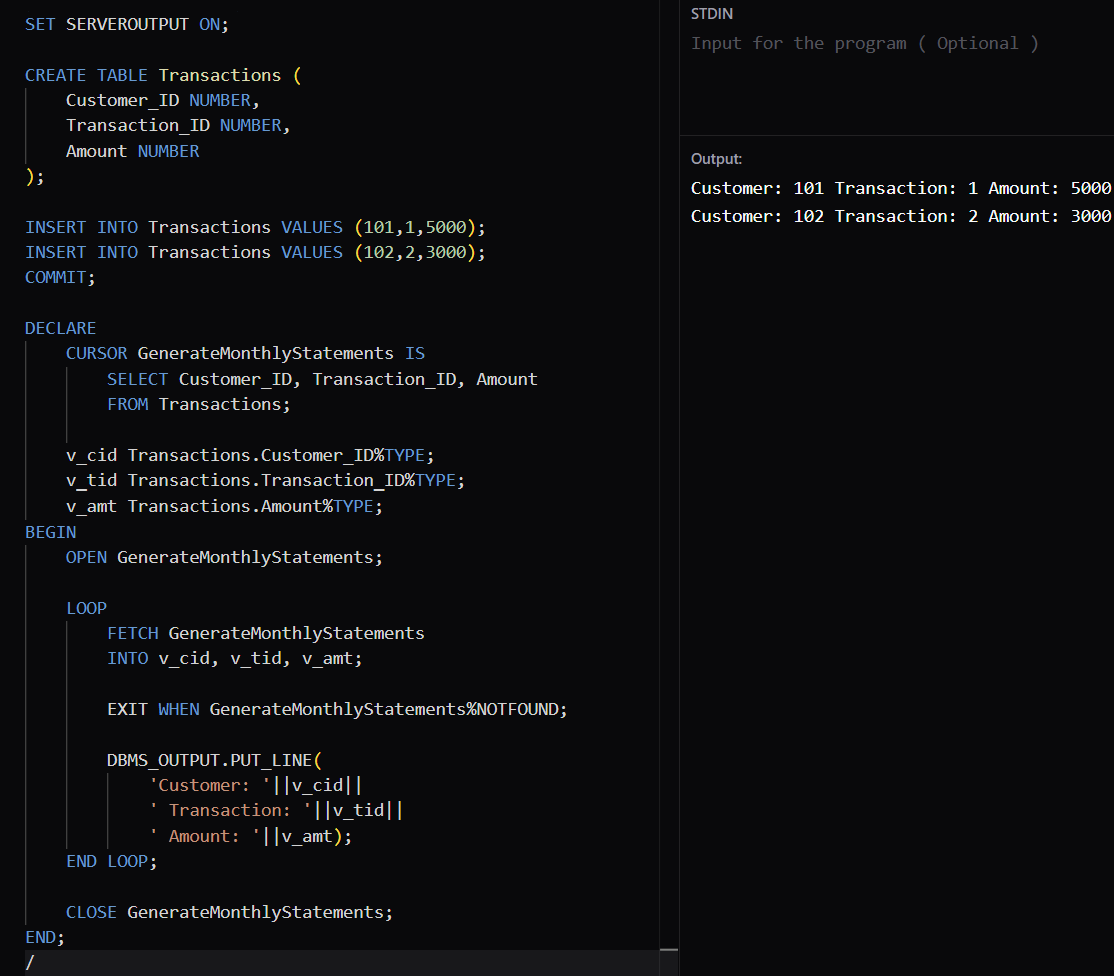 SET SERVEROUTPUT ON;
CREATE TABLE Transactions (
    Customer_ID NUMBER,
    Transaction_ID NUMBER,
    Amount NUMBER
);
INSERT INTO Transactions VALUES (101,1,5000);
INSERT INTO Transactions VALUES (102,2,3000);
COMMIT;
DECLARE
    CURSOR GenerateMonthlyStatements IS
        SELECT Customer_ID, Transaction_ID, Amount
        FROM Transactions;
    v_cid Transactions.Customer_ID%TYPE;
    v_tid Transactions.Transaction_ID%TYPE;
    v_amt Transactions.Amount%TYPE;
BEGIN
    OPEN GenerateMonthlyStatements;
    LOOP
        FETCH GenerateMonthlyStatements
        INTO v_cid, v_tid, v_amt;
        EXIT WHEN GenerateMonthlyStatements%NOTFOUND;
        DBMS_OUTPUT.PUT_LINE(
            'Customer: '||v_cid||
            ' Transaction: '||v_tid||
            ' Amount: '||v_amt);
    END LOOP;
    CLOSE GenerateMonthlyStatements;
END;
/
STDIN
Input for the program ( Optional )
Output:
Customer: 101 Transaction: 1 Amount: 5000
Customer: 102 Transaction: 2 Amount: 3000